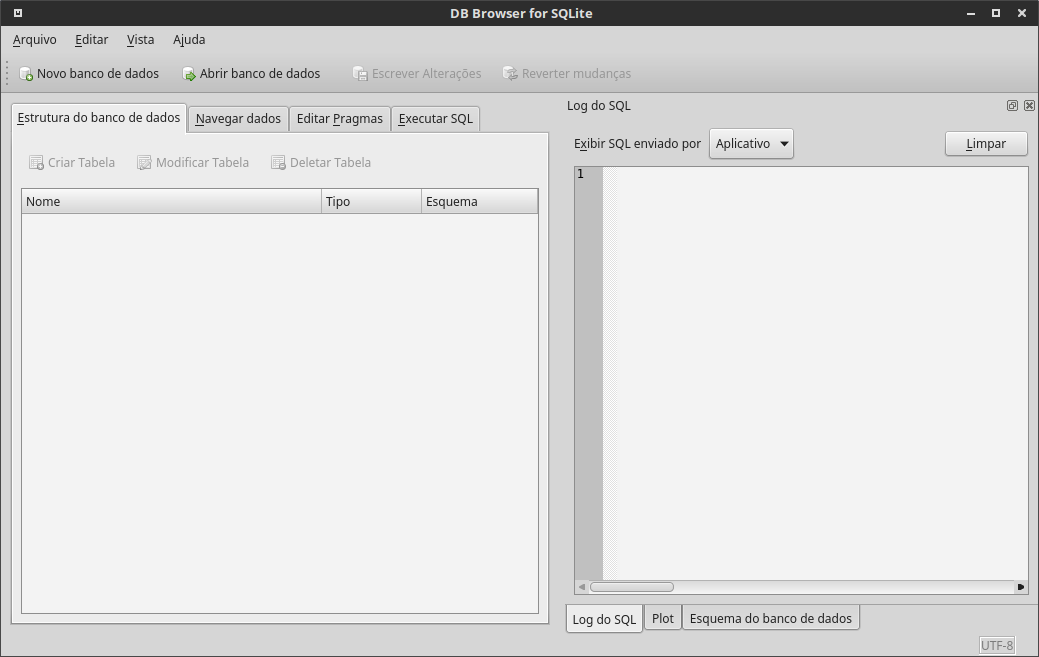 DB Browser for SQLite
Arquivo Editar Vista Ajuda
Novo banco de dados Abrir banco de dados Escrever Alterações Reverter mudanças
Estrutura do banco de dados Navegar dados Editar Pragmas Executar SQL
Criar Tabela Modificar Tabela Deletar Tabela
Nome Tipo Esquema
Log do SQL
Exibir SQL enviado por Aplicativo Limpar
1
Log do SQL Plot Esquema do banco de dados
UTF-8